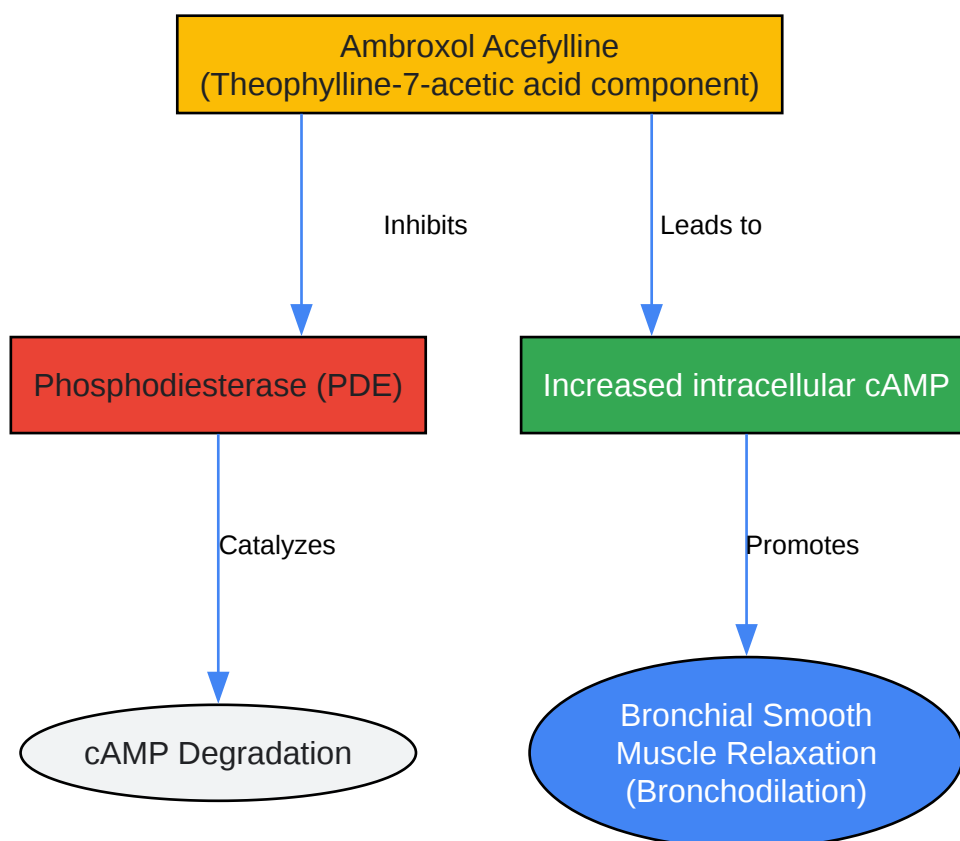 Ambroxol Acefylline
(Theophylline-7-acetic acid component)
Inhibits
Leads to
Phosphodiesterase (PDE)
Increased intracellular cAMP
Catalyzes
Promotes
cAMP Degradation
Bronchial Smooth
Muscle Relaxation
(Bronchodilation)